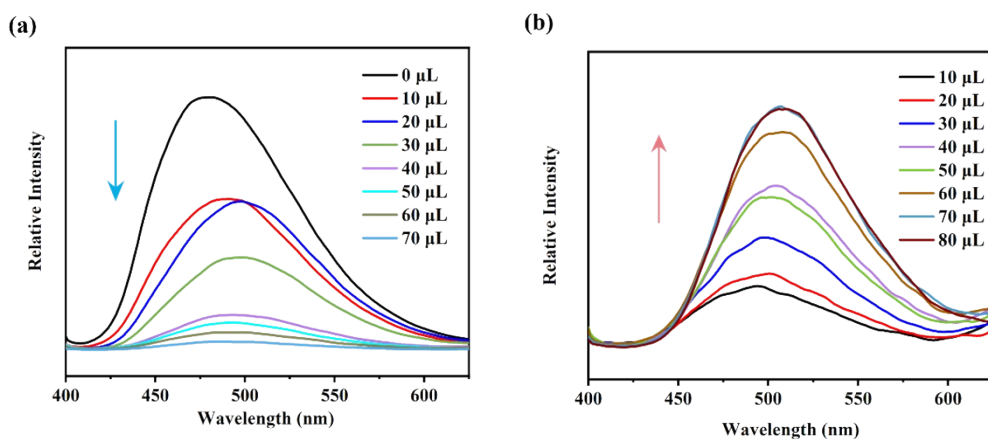 (a)
Relative Intensity
0 µL
10 µL
20 µL
30 µL
40 µL
50 µL
60 µL
70 µL
400 450 500 550 600
Wavelength (nm)
(b)
Relative Intensity
10 µL
20 µL
30 µL
40 µL
50 µL
60 µL
70 µL
80 µL
400 450 500 550 600
Wavelength (nm)